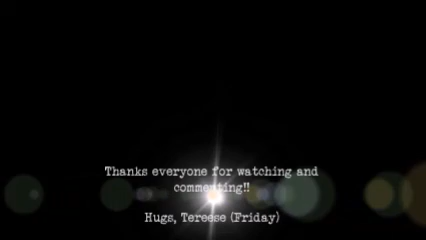 Thanks everyone for watching and
commenting!!
Hugs, Tereese (Friday)